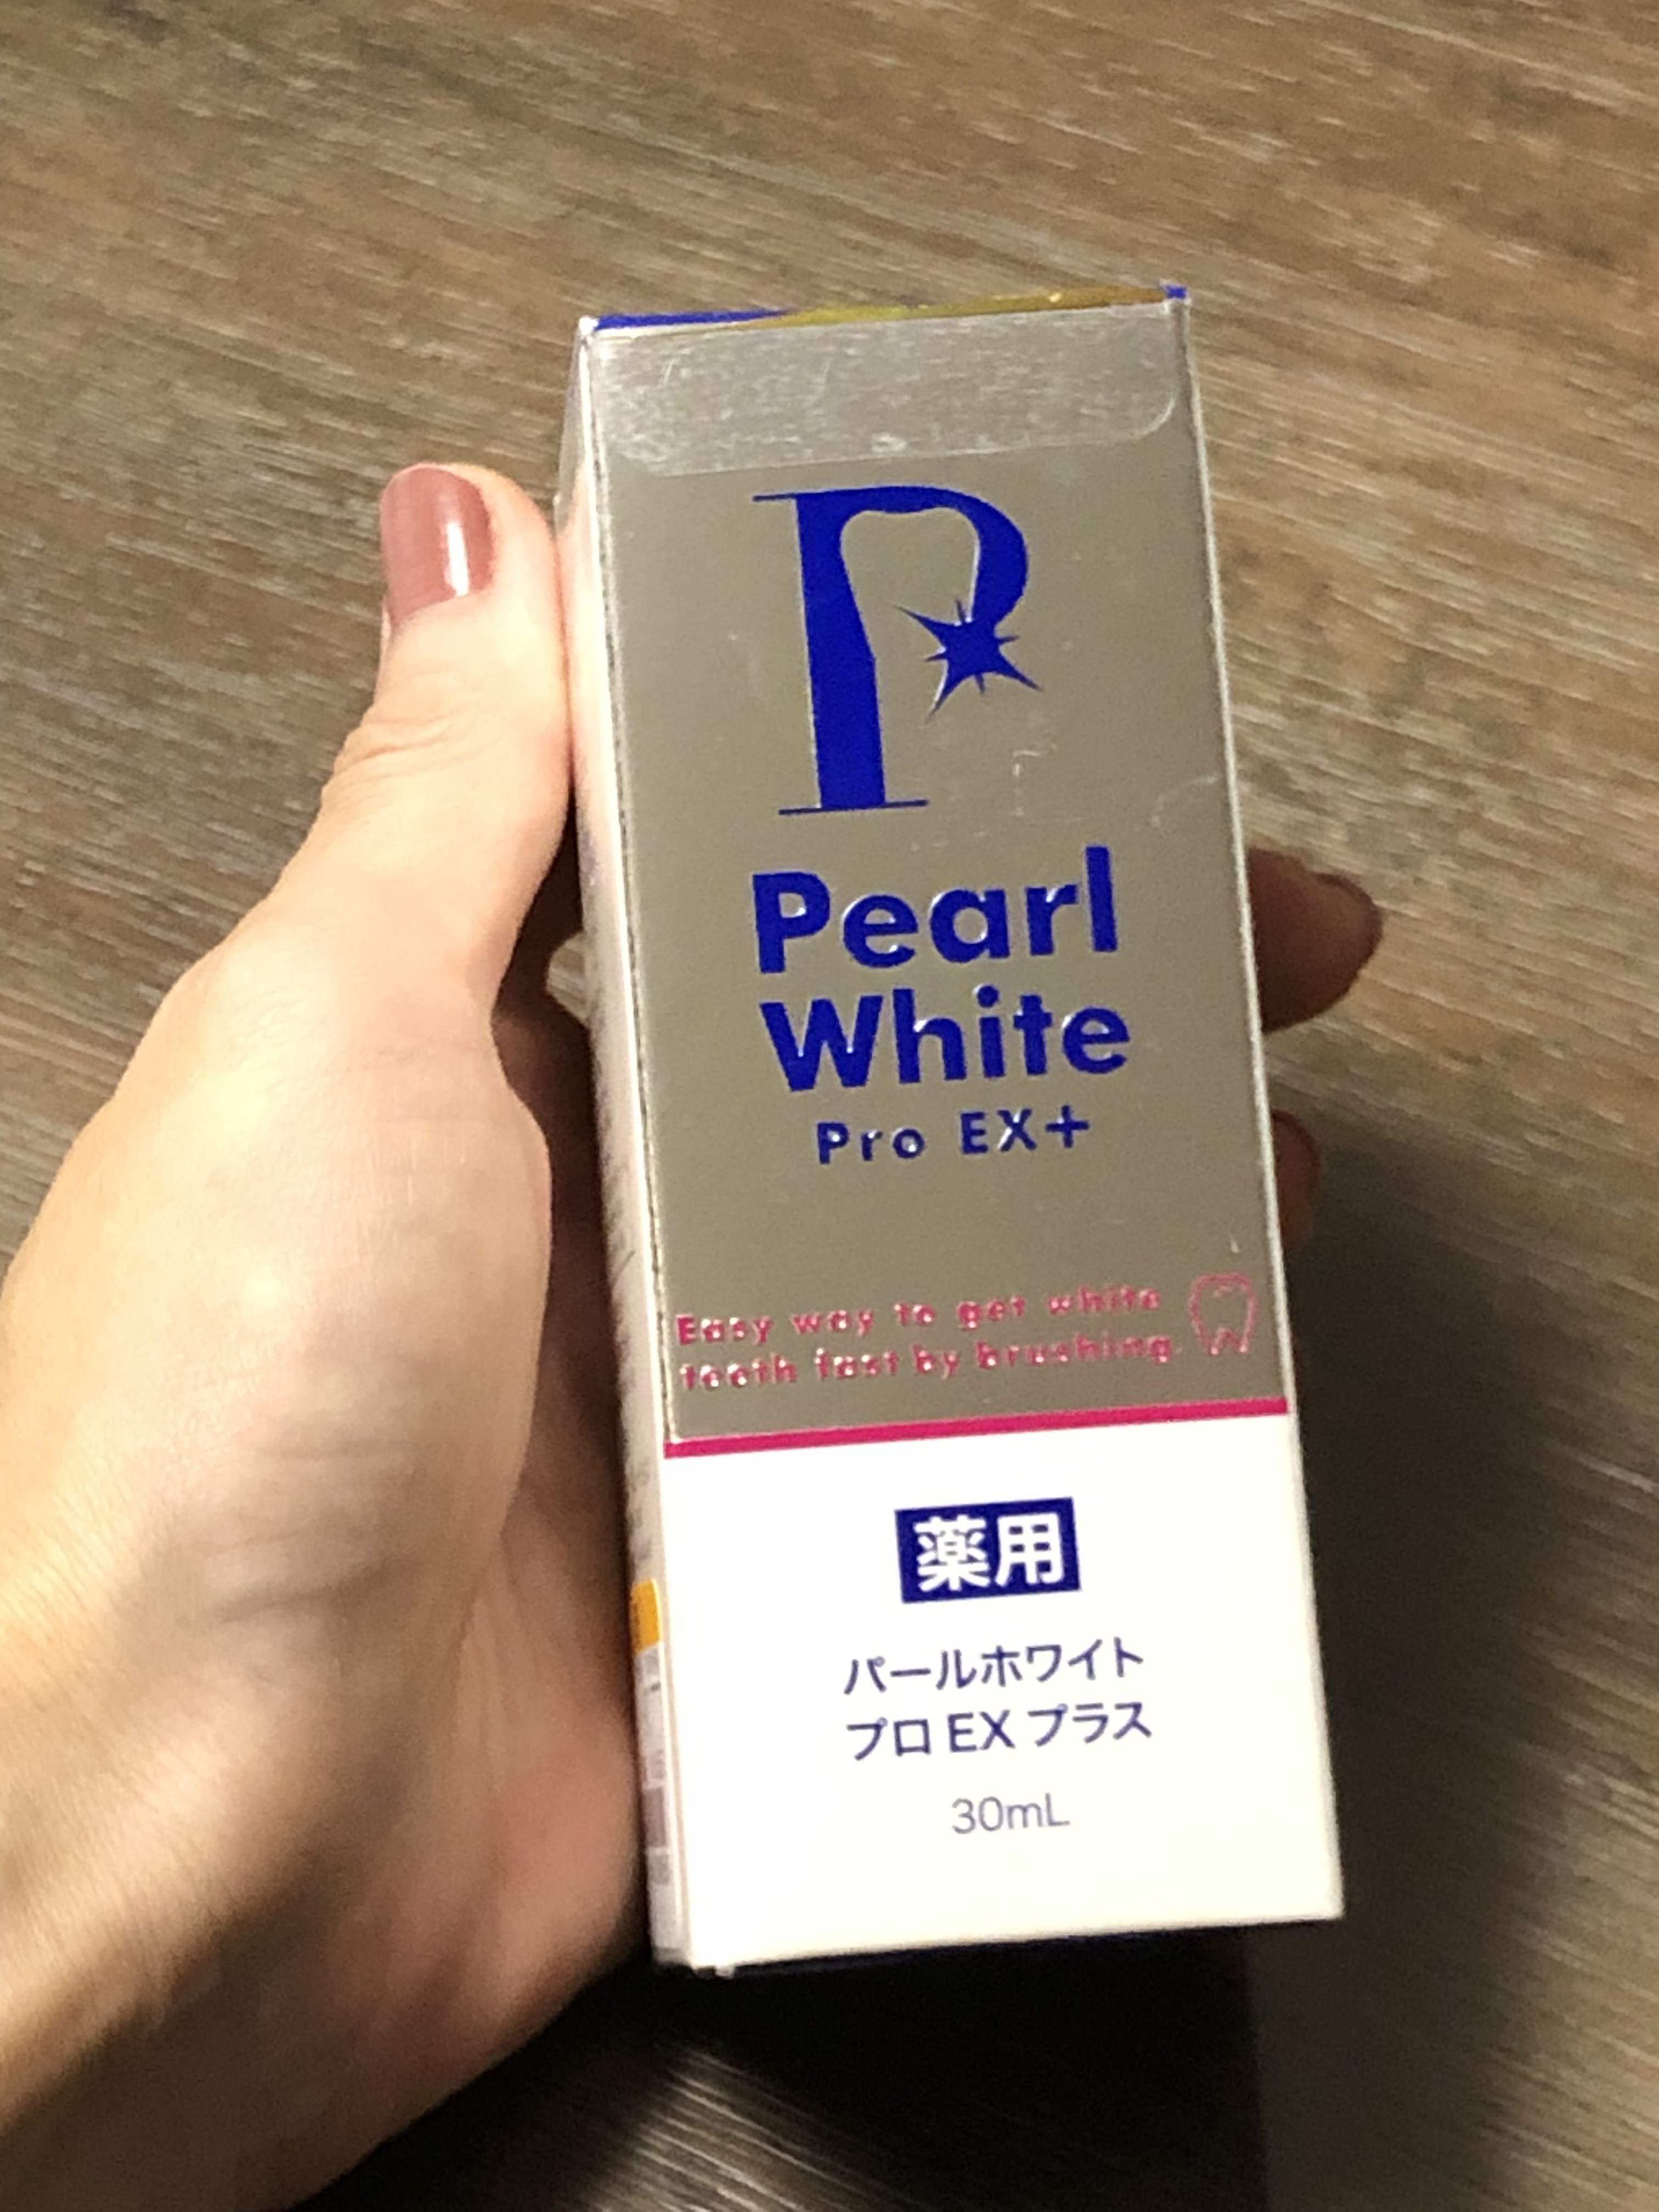 P
Pearl
White
Pro EX+
Easy way to get white
teeth fast by brushing.
薬用
パールホワイト
プロ EX プラス
30mL